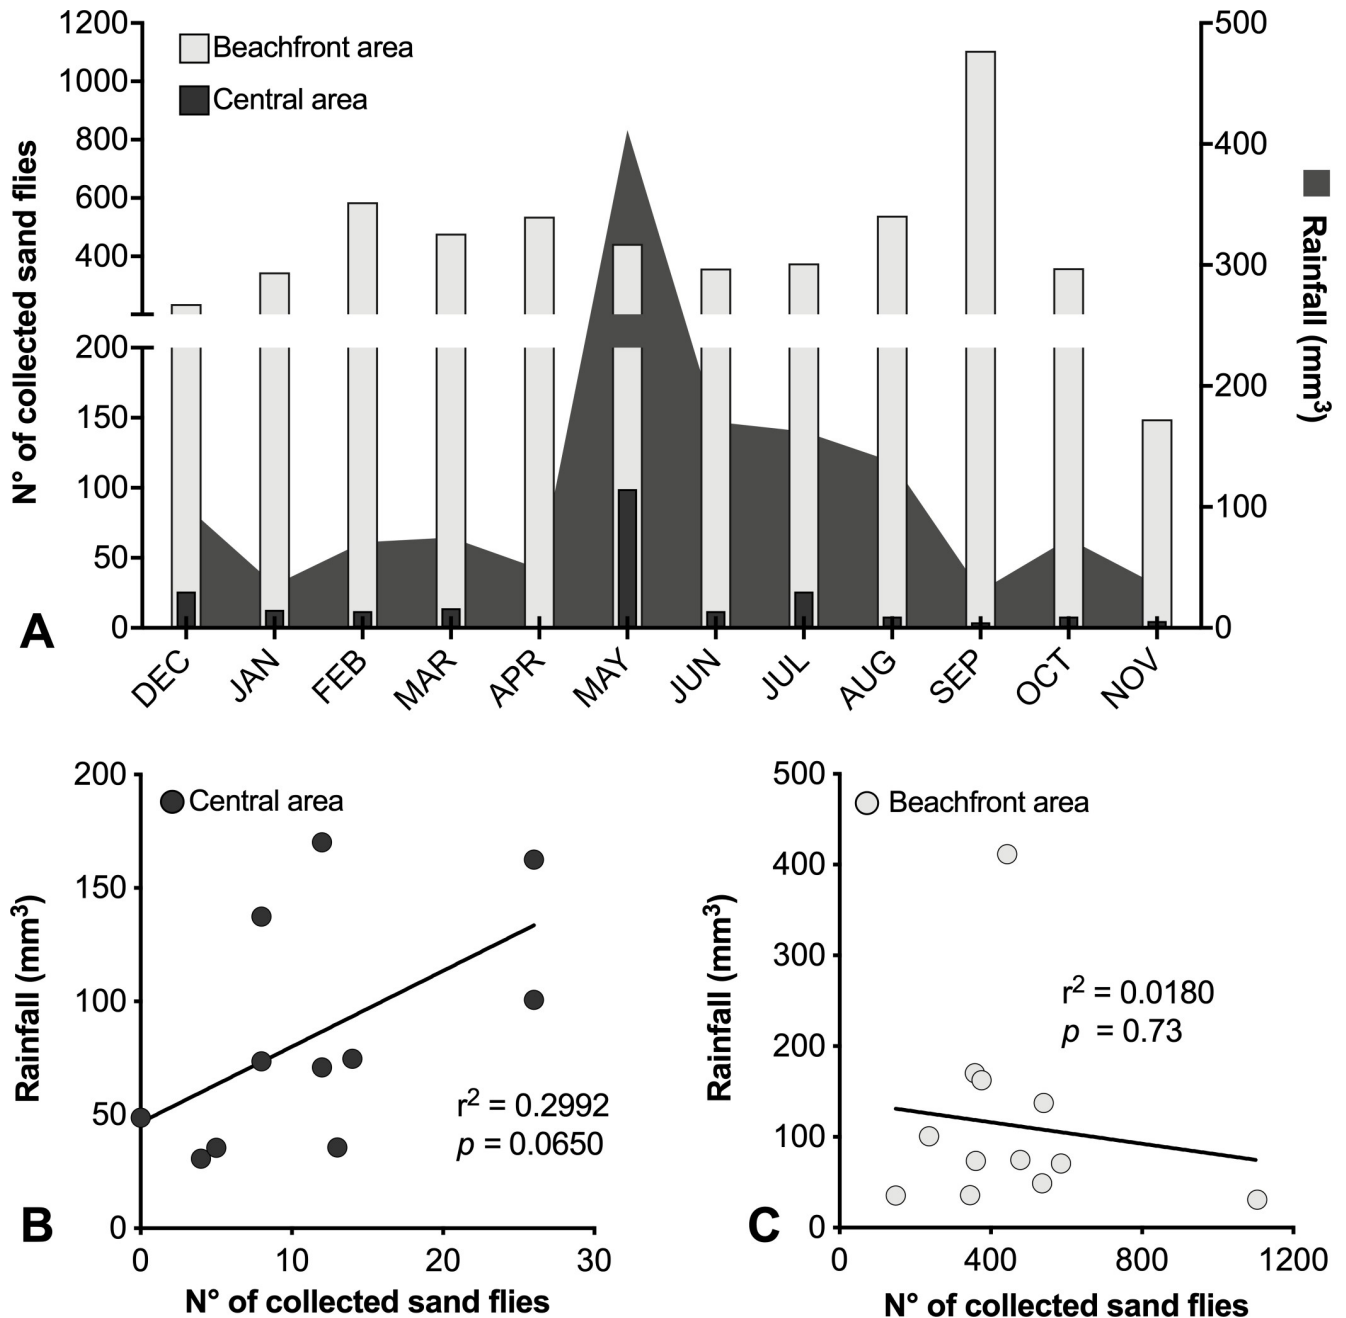 1200
1000
800
600
400
200
150
100
50
0
N° of collected sand flies
Beachfront area
Central area
500
400
300
200
100
0
Rainfall (mm³)
A
DEC JAN FEB MAR APR MAY JUN JUL AUG SEP OCT NOV
200
150
100
50
0
Rainfall (mm³)
Central area
r² = 0.2992
p = 0.0650
B
0 10 20 30
N° of collected sand flies
500
400
300
200
100
0
Rainfall (mm³)
Beachfront area
r² = 0.0180
p = 0.73
C
0 400 800 1200
N° of collected sand flies